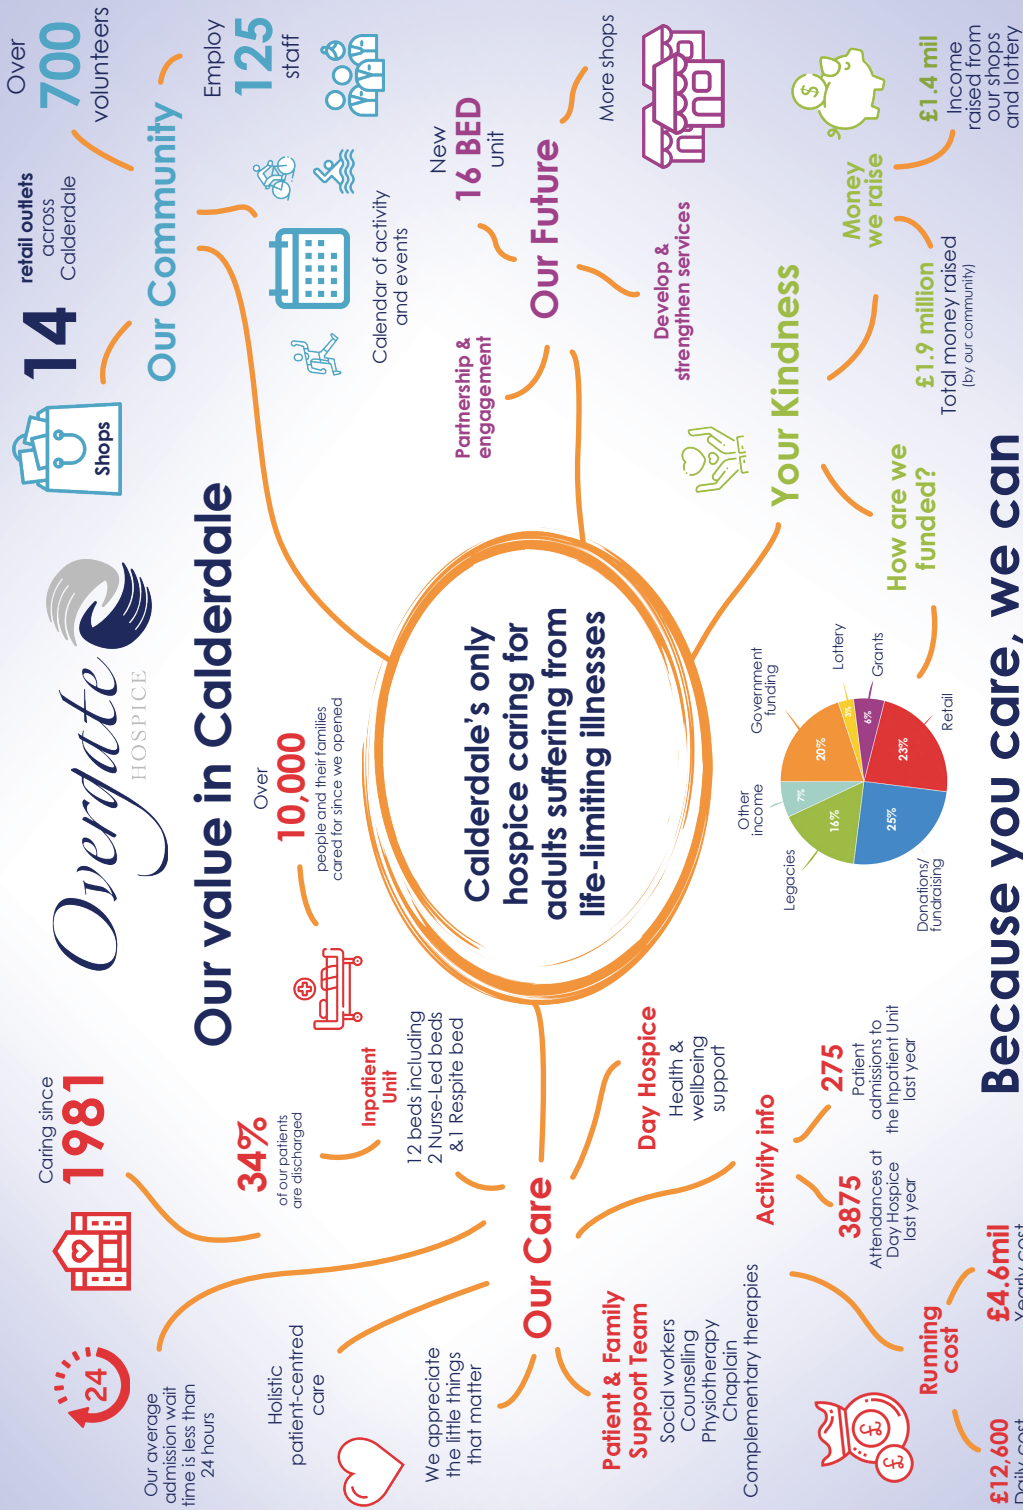 Overgate
HOSPICE
Our value in Calderdale
Calderdale's only
hospice caring for
adults suffering from
life-limiting illnesses
Our Care
24
Our average
admission wait
time is less than
24 hours
Caring since
1981
Holistic
patient-centred
care
We appreciate
the little things
that matter
34%
of our patients
are discharged
Inpatient
Unit
12 beds including
2 Nurse-Led beds
& 1 Respite bed
Over
10,000
people and their families
cared for since we opened
Patient & Family
Support Team
Social workers
Counselling
Physiotherapy
Chaplain
Complementary therapies
Day Hospice
Health &
wellbeing
support
Activity info
3875
Attendances at
Day Hospice
last year
275
Patient
admissions to
the Inpatient Unit
last year
Running
cost
£
£
£12,600
Daily cost
£4.6mil
Yearly cost
Our Community
Shops
14
retail outlets
across
Calderdale
Over
700
volunteers
Employ
125
staff
Calendar of activity
and events
Our Future
Partnership &
engagement
New
16 BED
unit
More shops
Develop &
strengthen services
Your Kindness
How are we
funded?
Legacies
16%
Other
income
7%
Government
funding
20%
Lottery
3%
Grants
6%
Retail
23%
Donations/
fundraising
25%
Money
we raise
$
£1.9 million
Total money raised
(by our community)
£1.4 mil
Income
raised from
our shops
and lottery
Because you care, we can